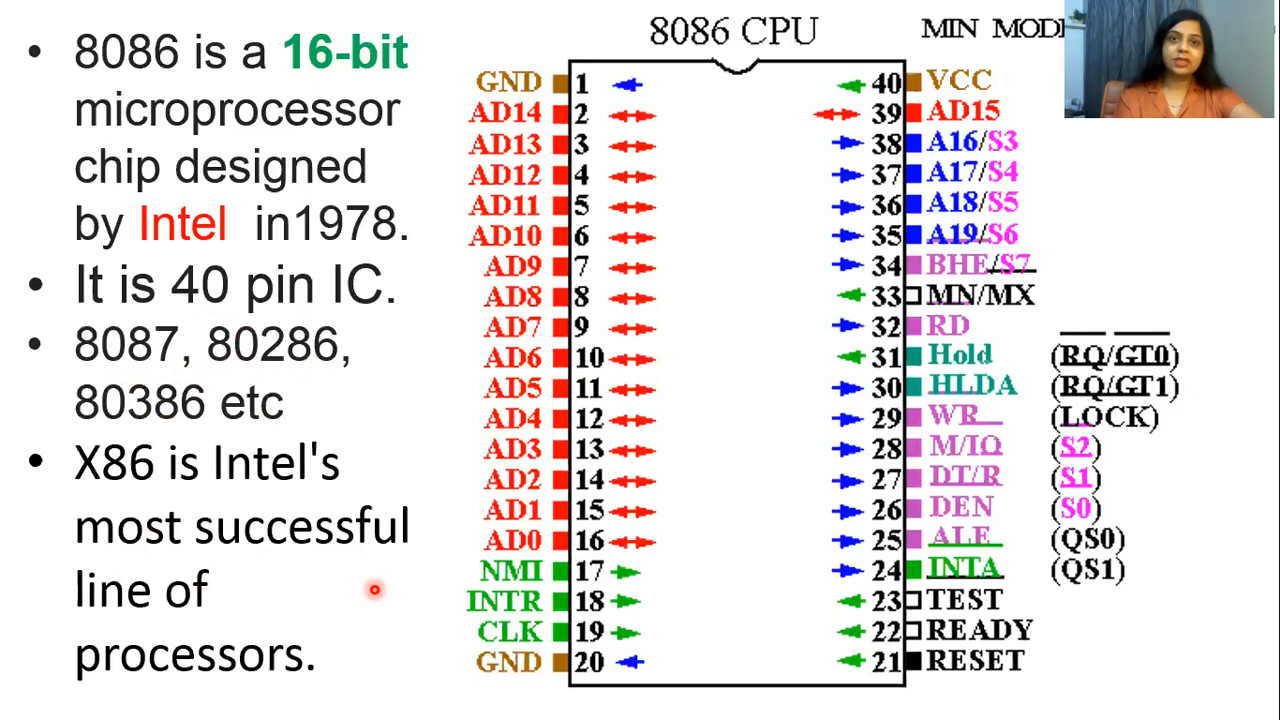 • 8086 is a 16-bit
microprocessor
chip designed
by Intel in1978.
• It is 40 pin IC.
• 8087, 80286,
80386 etc
• X86 is Intel's
most successful
line of
processors.
8086 CPU
MIN MOD
GND 1 40 VCC
AD14 2 39 AD15
AD13 3 38 A16/S3
AD12 4 37 A17/S4
AD11 5 36 A18/S5
AD10 6 35 A19/S6
AD9 7 34 BHE/S7
AD8 8 33 MN/MX
AD7 9 32 RD
AD6 10 31 Hold (RQ/GT0)
AD5 11 30 HLDA (RQ/GT1)
AD4 12 29 WR (LOCK)
AD3 13 28 M/IO (S2)
AD2 14 27 DT/R (S1)
AD1 15 26 DEN (S0)
AD0 16 25 ALE (QS0)
NMI 17 24 INTA (QS1)
INTR 18 23 TEST
CLK 19 22 READY
GND 20 21 RESET